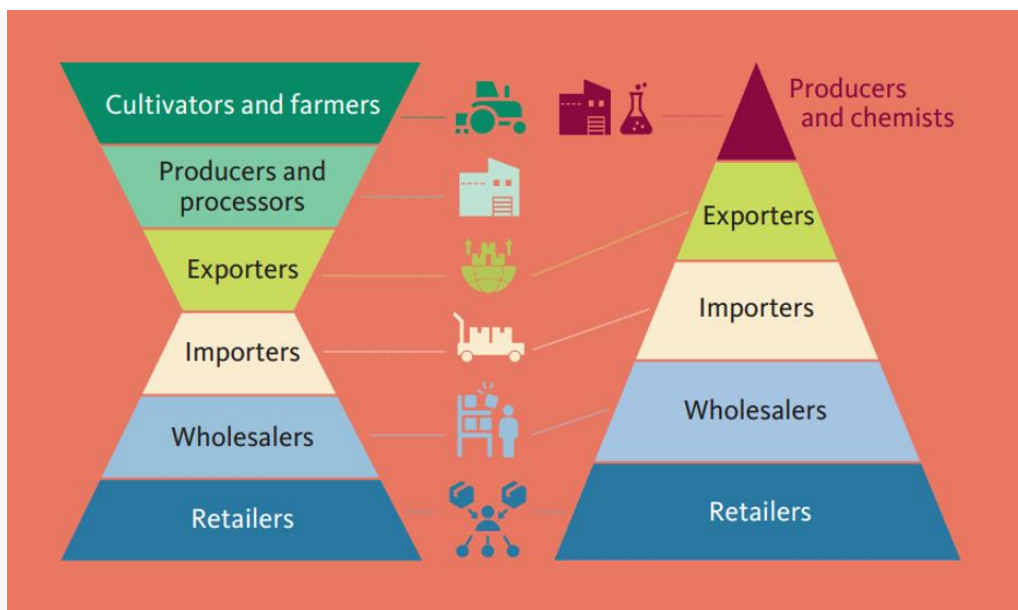 Cultivators and farmers
Producers and
processors
Exporters
Importers
Wholesalers
Retailers
Producers
and chemists
Exporters
Importers
Wholesalers
Retailers